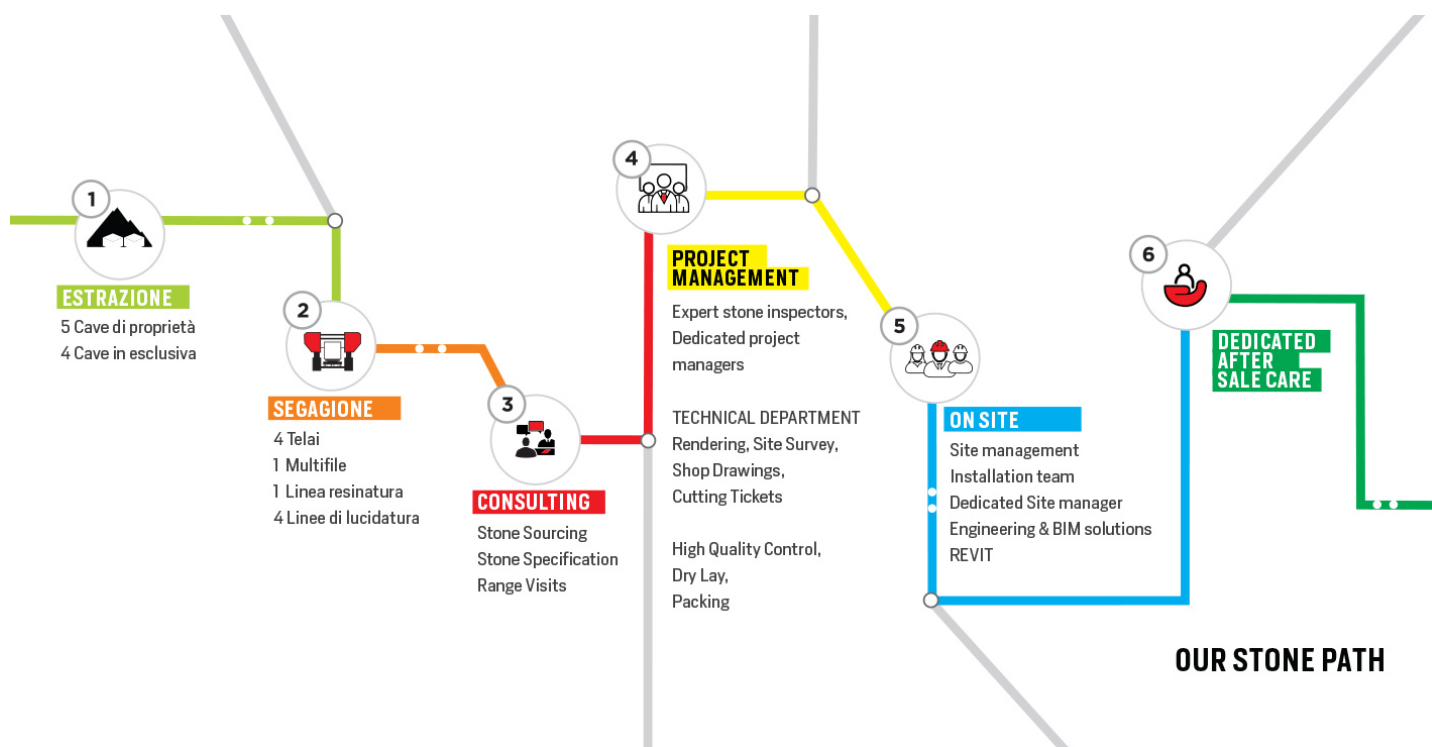 1
ESTRAZIONE
5 Cave di proprietà
4 Cave in esclusiva
2
SEGAGIONE
4 Telai
1 Multifile
1 Linea resinatura
4 Linee di lucidatura
3
CONSULTING
Stone Sourcing
Stone Specification
Range Visits
4
PROJECT
MANAGEMENT
Expert stone inspectors,
Dedicated project
managers
TECHNICAL DEPARTMENT
Rendering, Site Survey,
Shop Drawings,
Cutting Tickets
High Quality Control,
Dry Lay,
Packing
5
ON SITE
Site management
Installation team
Dedicated Site manager
Engineering & BIM solutions
REVIT
6
DEDICATED
AFTER
SALE CARE
OUR STONE PATH